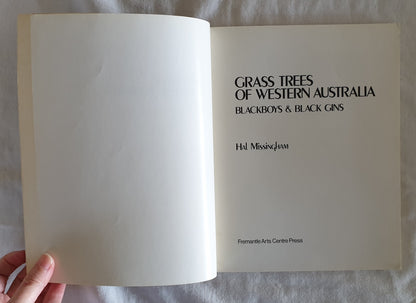 GRASS TREES
OF WESTERN AUSTRALIA
BLACKBOYS & BLACK GINS
Hal Missingham
Fremantle Arts Centre Press